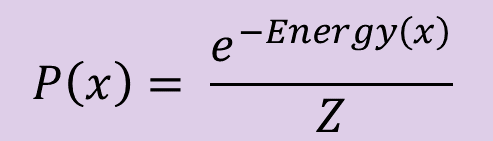 P(x) = e^{-Energy(x)} / Z